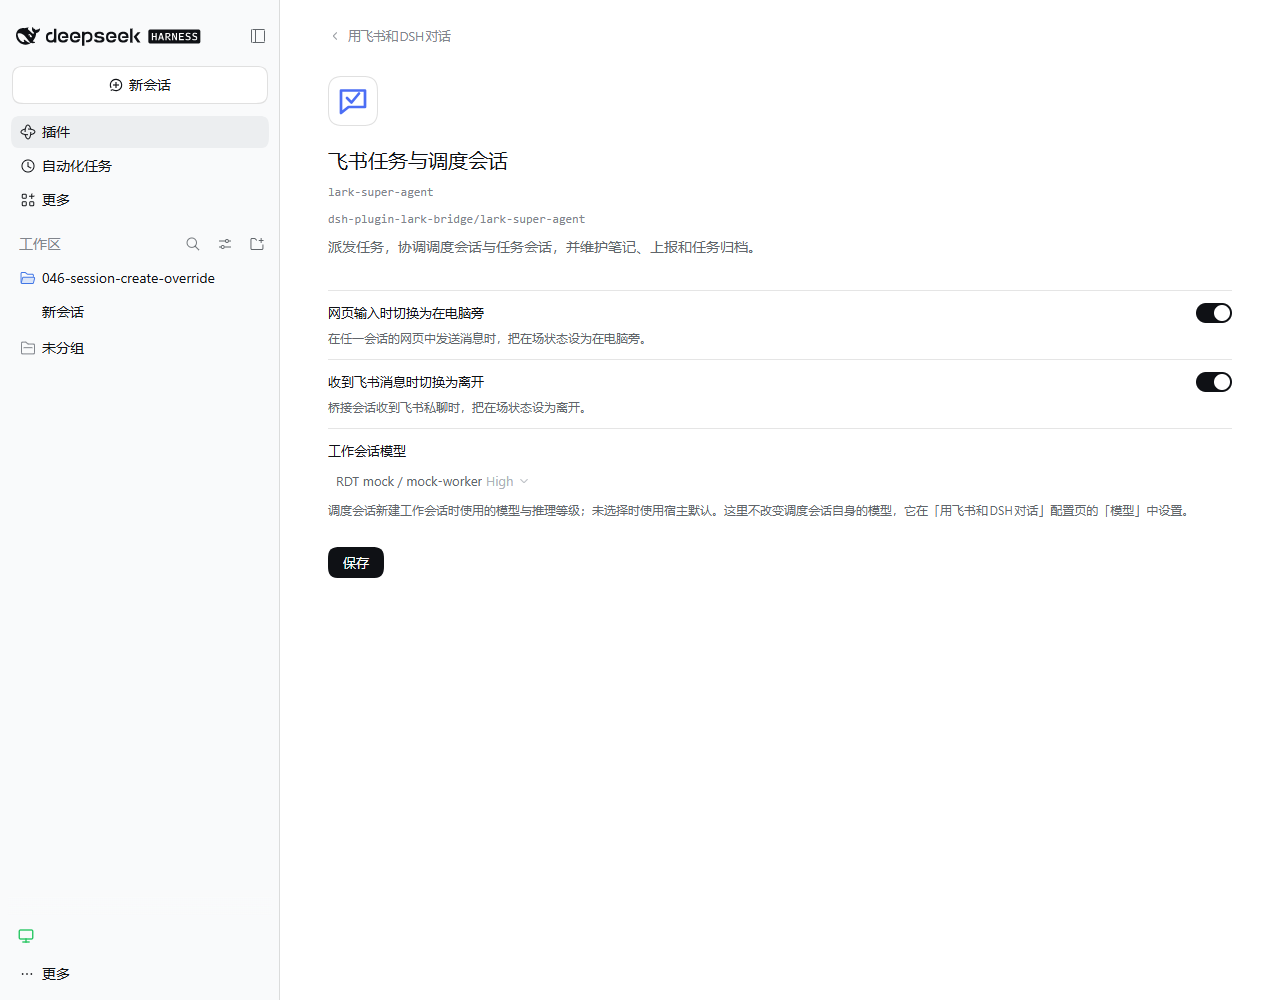 deepseek HARNESS
新会话
插件
自动化任务
更多
工作区
046-session-create-override
新会话
未分组
更多
用飞书和DSH对话
飞书任务与调度会话
lark-super-agent
dsh-plugin-lark-bridge/lark-super-agent
派发任务，协调调度会话与任务会话，并维护笔记、上报和任务归档。
网页输入时切换为在电脑旁
在任一会话的网页中发送消息时，把在场状态设为在电脑旁。
收到飞书消息时切换为离开
桥接会话收到飞书私聊时，把在场状态设为离开。
工作会话模型
RDT mock / mock-worker High
调度会话新建工作会话时使用的模型与推理等级；未选择时使用宿主默认。这里不改变调度会话自身的模型，它在「用飞书和DSH对话」配置页的「模型」中设置。
保存